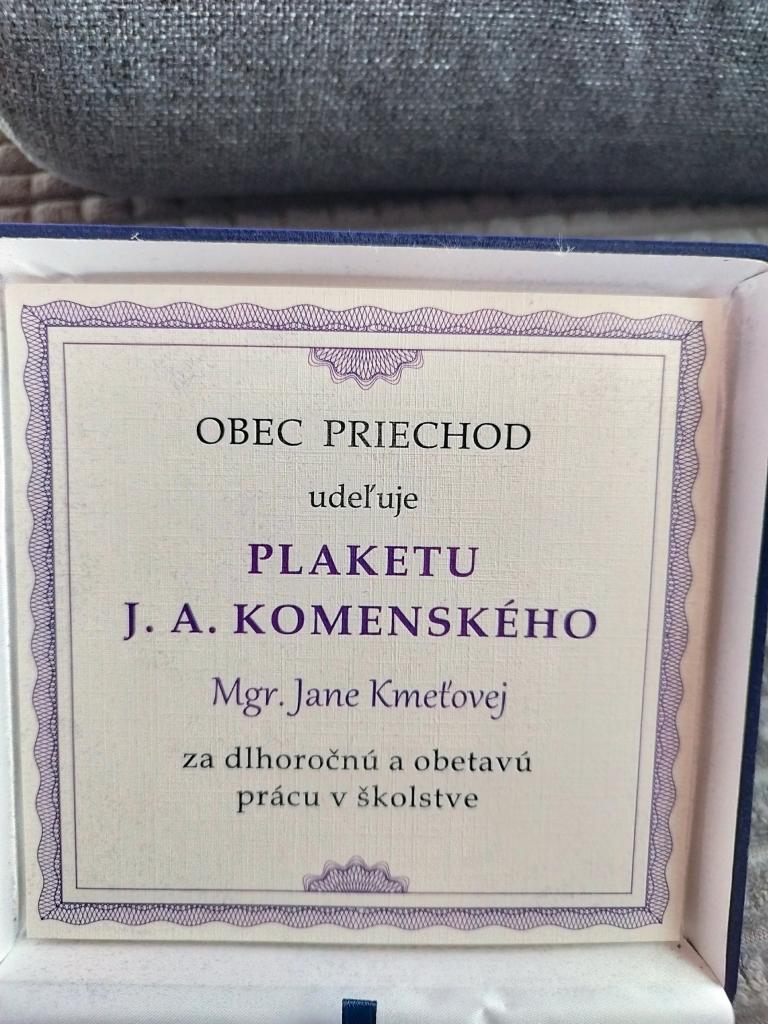 OBEC PRIECHOD
udeľuje
PLAKETU
J. A. KOMENSKÉHO
Mgr. Jane Kmeťovej
za dlhoročnú a obetavú
prácu v školstve